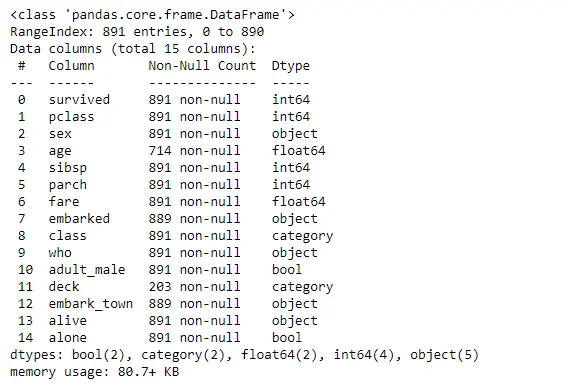 <class 'pandas.core.frame.DataFrame'>
RangeIndex: 891 entries, 0 to 890
Data columns (total 15 columns):
 #   Column       Non-Null Count  Dtype
---  ------       --------------  -----
 0   survived     891 non-null    int64
 1   pclass       891 non-null    int64
 2   sex          891 non-null    object
 3   age          714 non-null    float64
 4   sibsp        891 non-null    int64
 5   parch        891 non-null    int64
 6   fare         891 non-null    float64
 7   embarked     889 non-null    object
 8   class        891 non-null    category
 9   who          891 non-null    object
 10  adult_male   891 non-null    bool
 11  deck         203 non-null    category
 12  embark_town  889 non-null    object
 13  alive        891 non-null    object
 14  alone        891 non-null    bool
dtypes: bool(2), category(2), float64(2), int64(4), object(5)
memory usage: 80.7+ KB